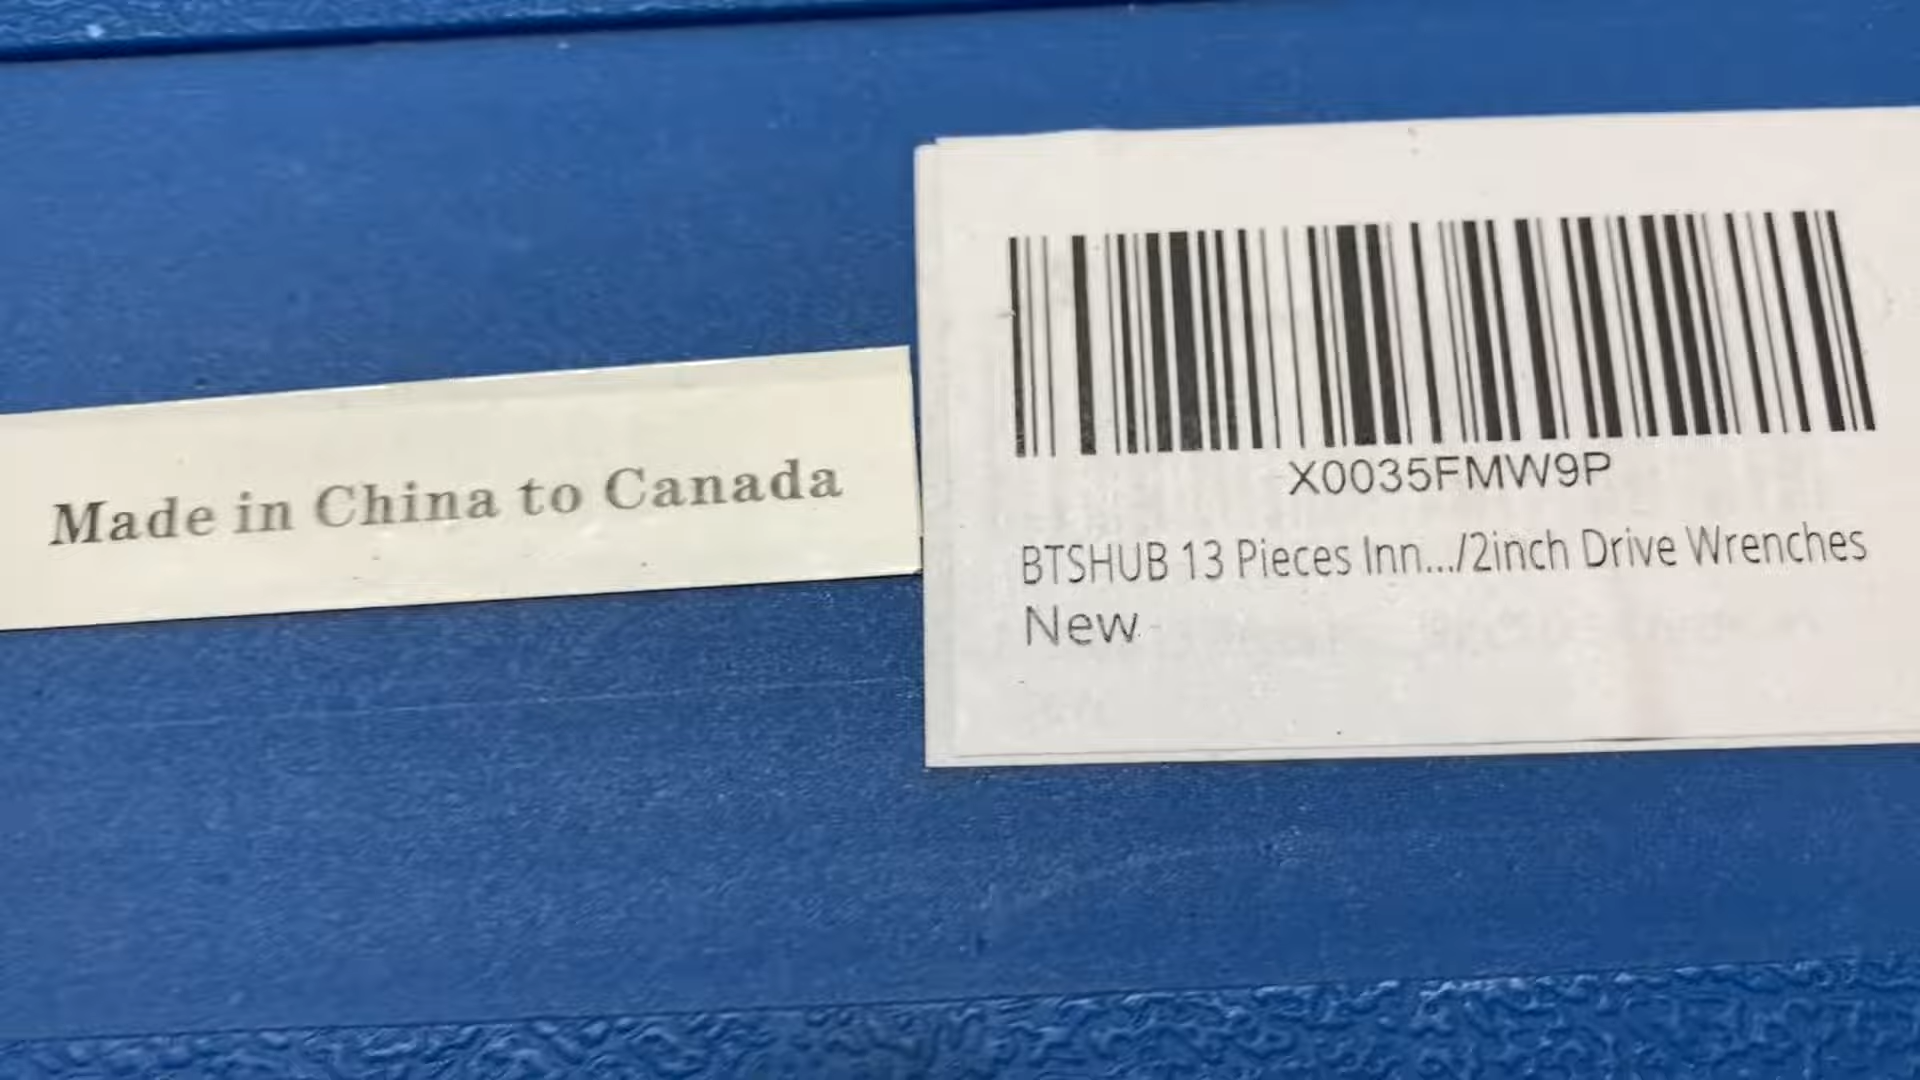 Made in China to Canada
X0035FMW9P
BTSHUB 13 Pieces Inn.../2inch Drive Wrenches
New